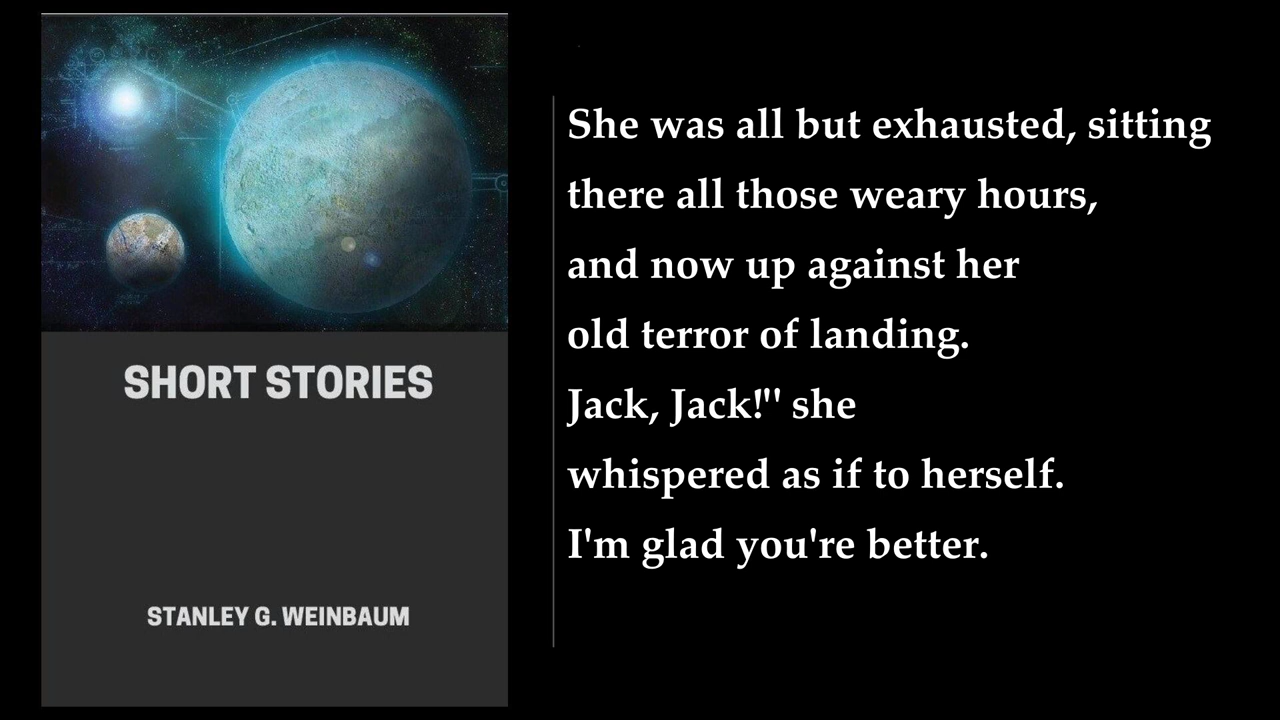 SHORT STORIES
STANLEY G. WEINBAUM
She was all but exhausted, sitting
there all those weary hours,
and now up against her
old terror of landing.
Jack, Jack!" she
whispered as if to herself.
I'm glad you're better.